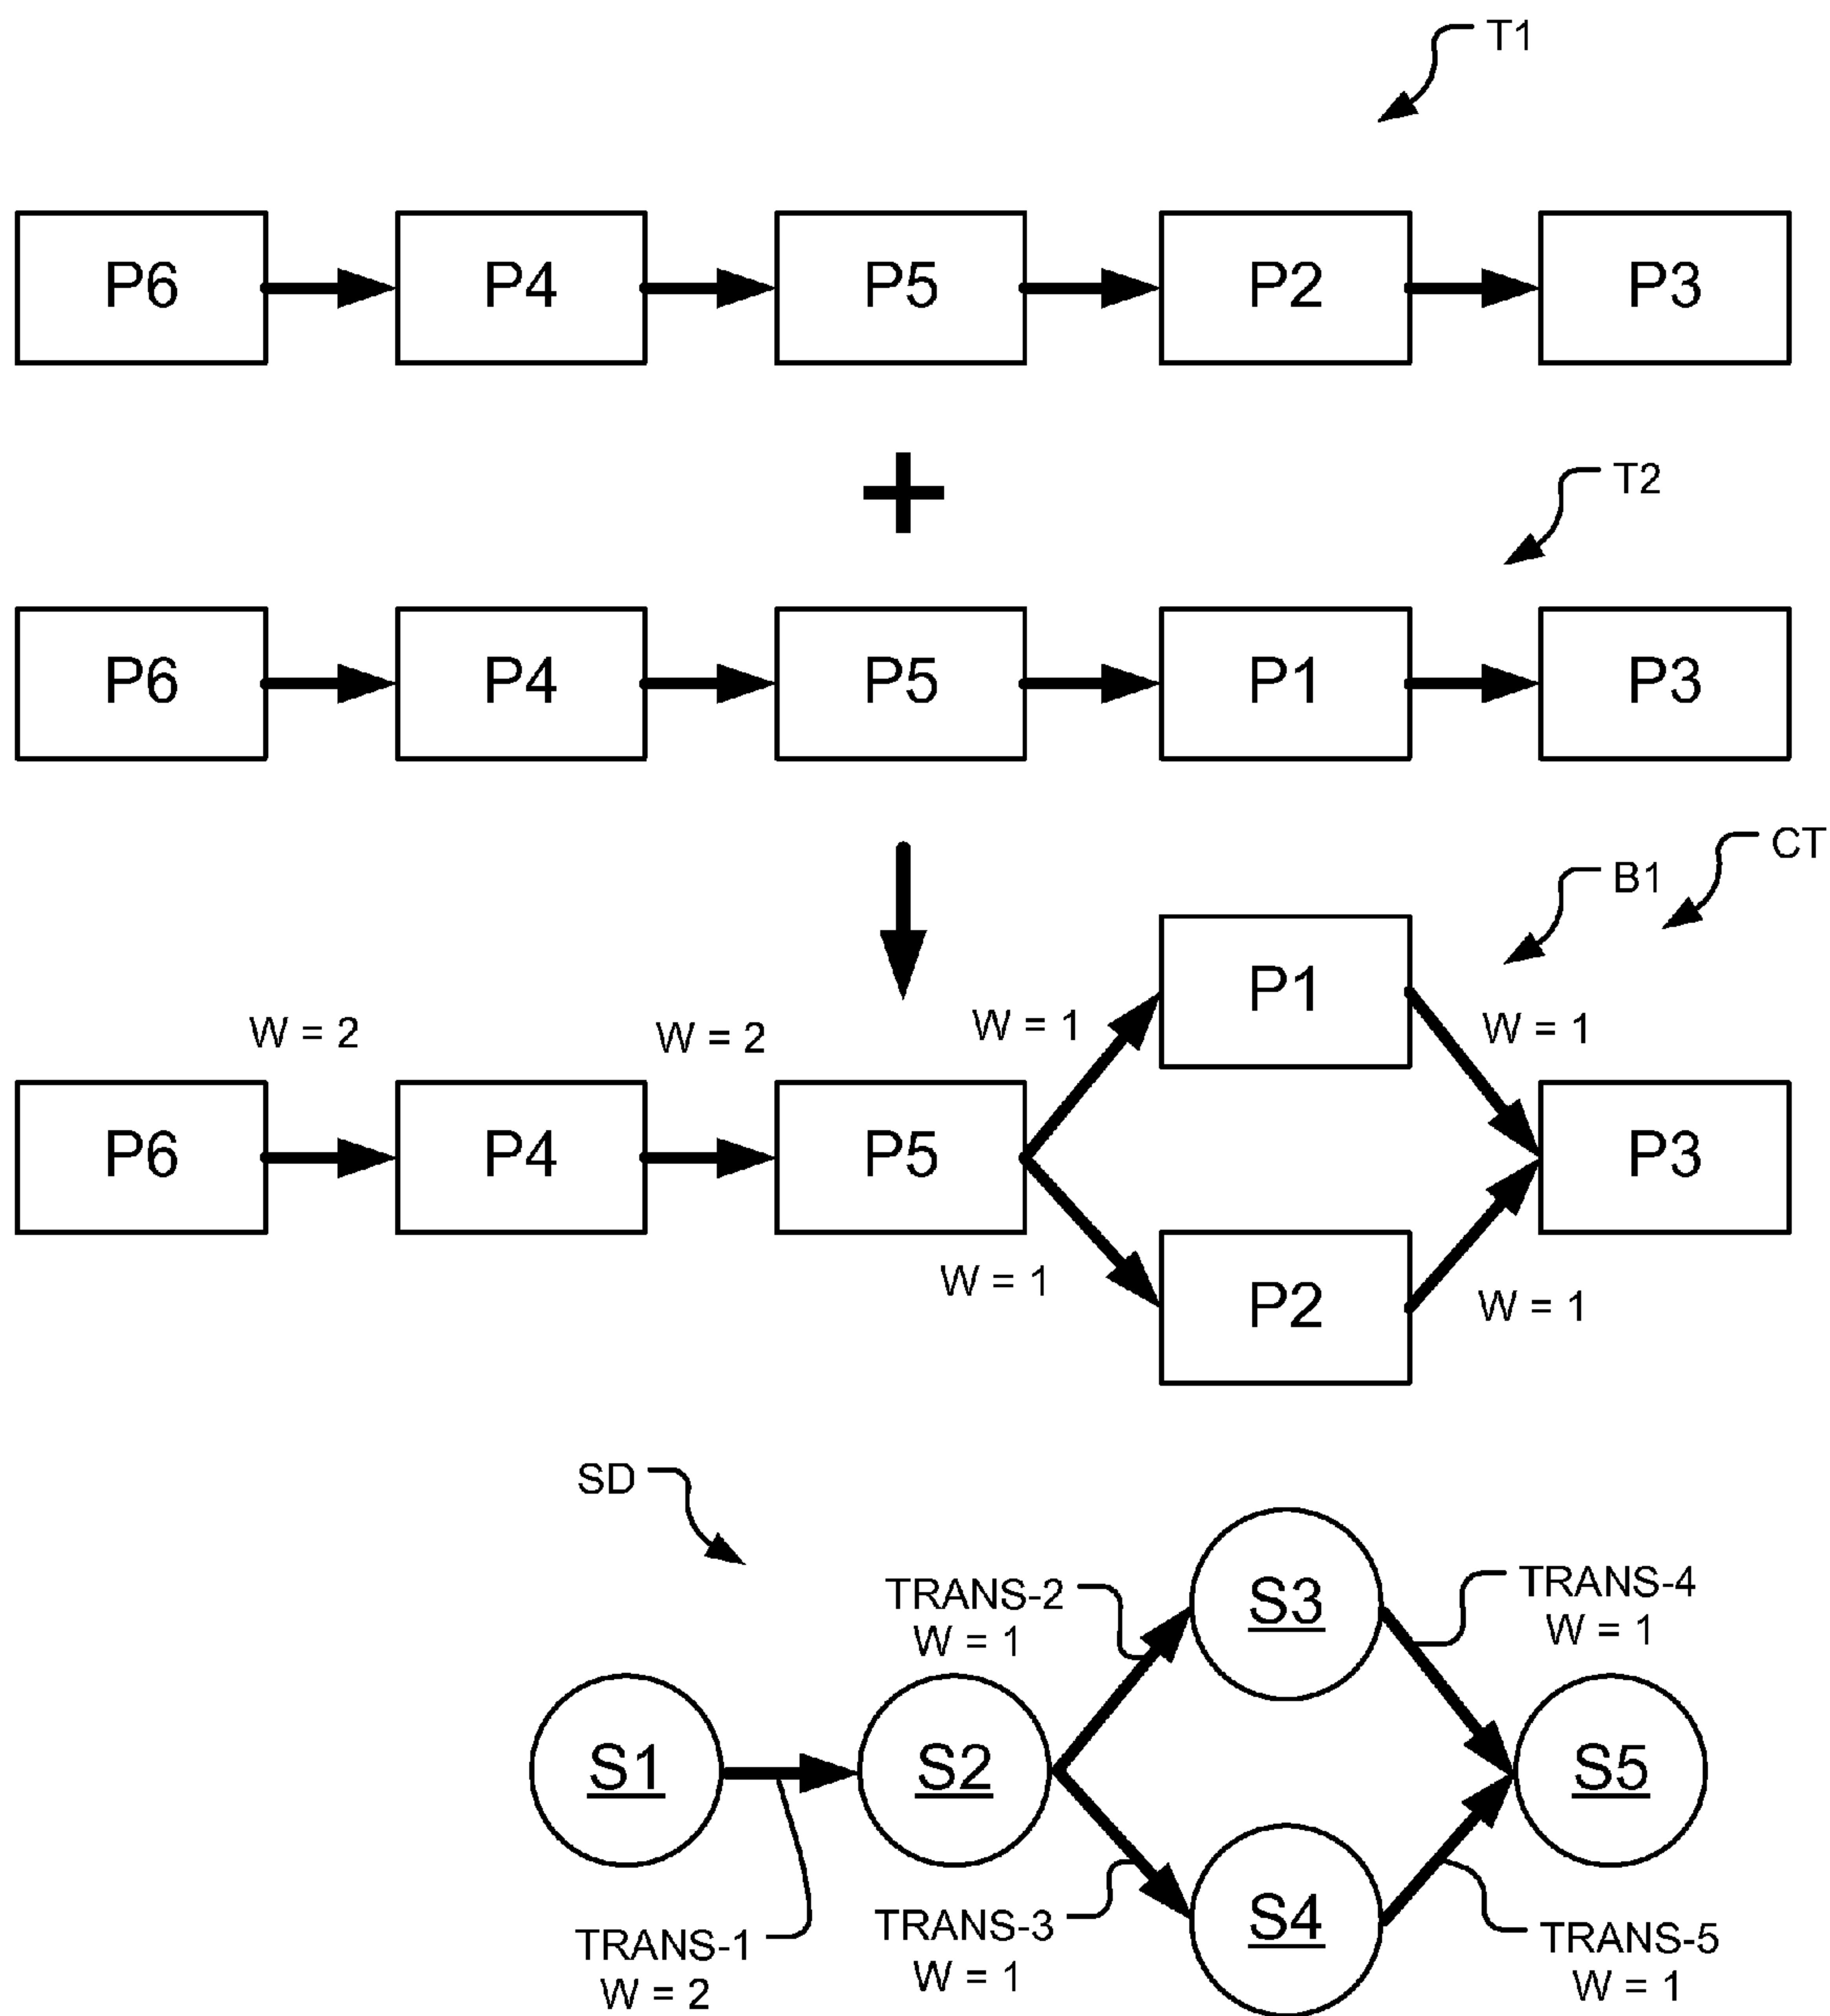 T1
P6
P4
P5
P2
P3
+
T2
P6
P4
P5
P1
P3
CT
B1
P1
W = 2
W = 2
W = 1
W = 1
P6
P4
P5
P3
W = 1
W = 1
P2
SD
S3
TRANS-2
W = 1
TRANS-4
W = 1
S1
S2
S5
S4
TRANS-1
W = 2
TRANS-3
W = 1
TRANS-5
W = 1